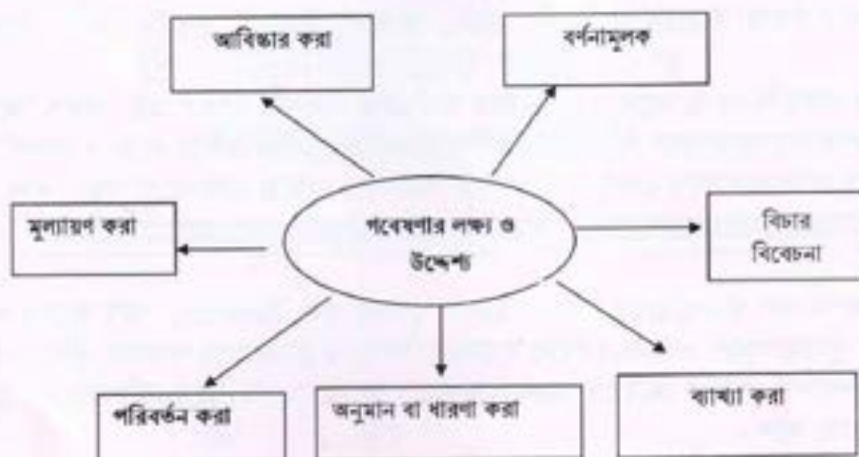 আবিষ্কার করা
বর্ণনামুলক
মুল্যায়ণ করা
গবেষণার লক্ষ্য ও
উদ্দেশ্য
বিচার
বিবেচনা
পরিবর্তন করা
অনুমান বা ধারণা করা
ব্যাখ্যা করা